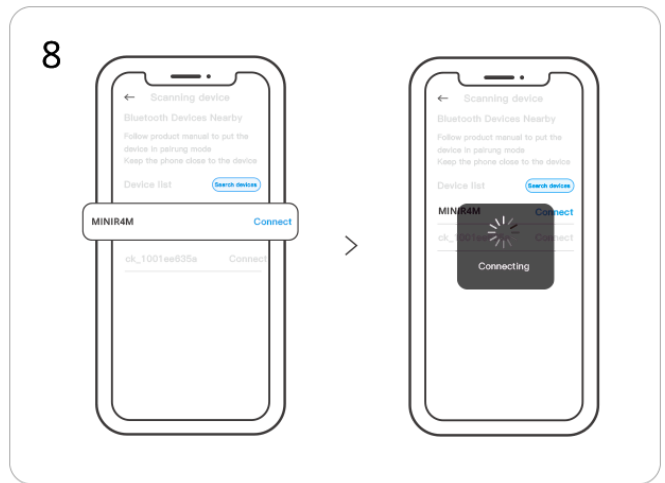 8
← Scanning device
Bluetooth Devices Nearby
Follow product manual to put the
device in pairung mode
Keep the phone close to the device
Device list
Search devices
MINIR4M Connect
ck_1001ee635a Connect
>
← Scanning device
Bluetooth Devices Nearby
Follow product manual to put the
device in pairung mode
Keep the phone close to the device
Device list
Search devices
MINIR4M Connect
Connecting